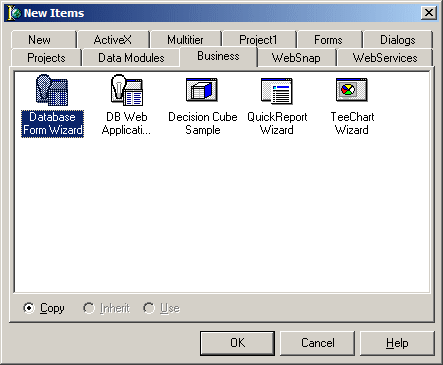 New Items
New ActiveX Multitier Project1 Forms Dialogs
Projects Data Modules Business WebSnap WebServices
Database DB Web Decision Cube QuickReport TeeChart
Form Wizard Applicati... Sample Wizard Wizard
Copy Inherit Use
OK Cancel Help